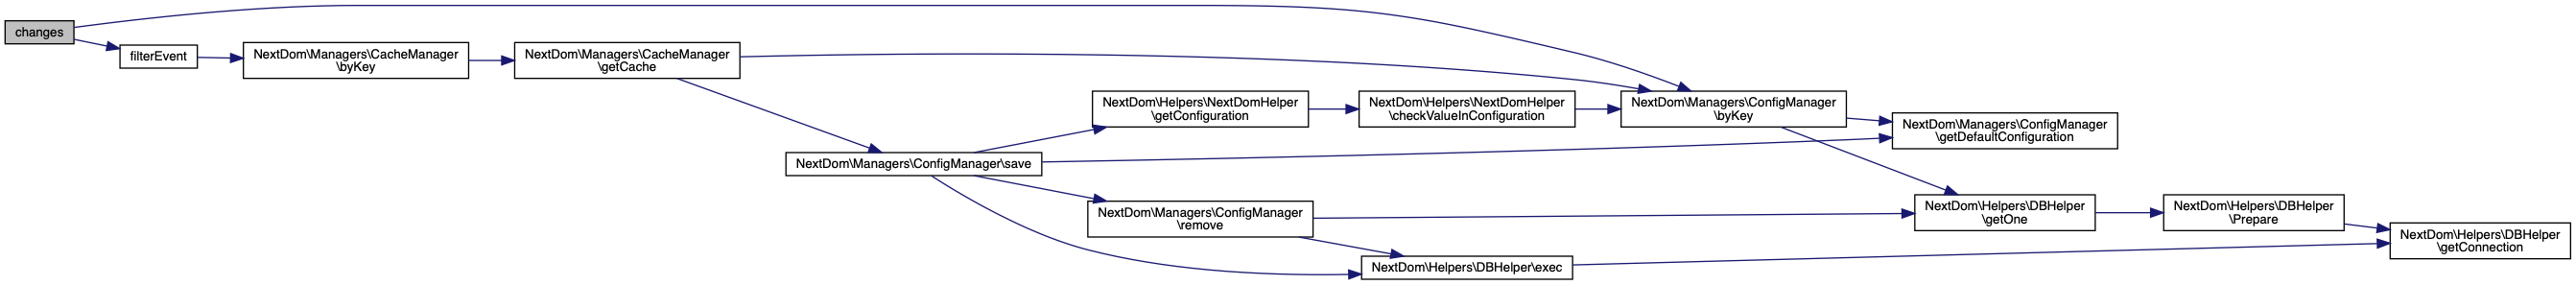 changes
filterEvent
NextDom\Managers\CacheManager
\byKey
NextDom\Managers\CacheManager
\getCache
NextDom\Managers\ConfigManager\save
NextDom\Helpers\NextDomHelper
\getConfiguration
NextDom\Helpers\NextDomHelper
\checkValueInConfiguration
NextDom\Managers\ConfigManager
\byKey
NextDom\Managers\ConfigManager
\getDefaultConfiguration
NextDom\Managers\ConfigManager
\remove
NextDom\Helpers\DBHelper\exec
NextDom\Helpers\DBHelper
\getOne
NextDom\Helpers\DBHelper
\Prepare
NextDom\Helpers\DBHelper
\getConnection